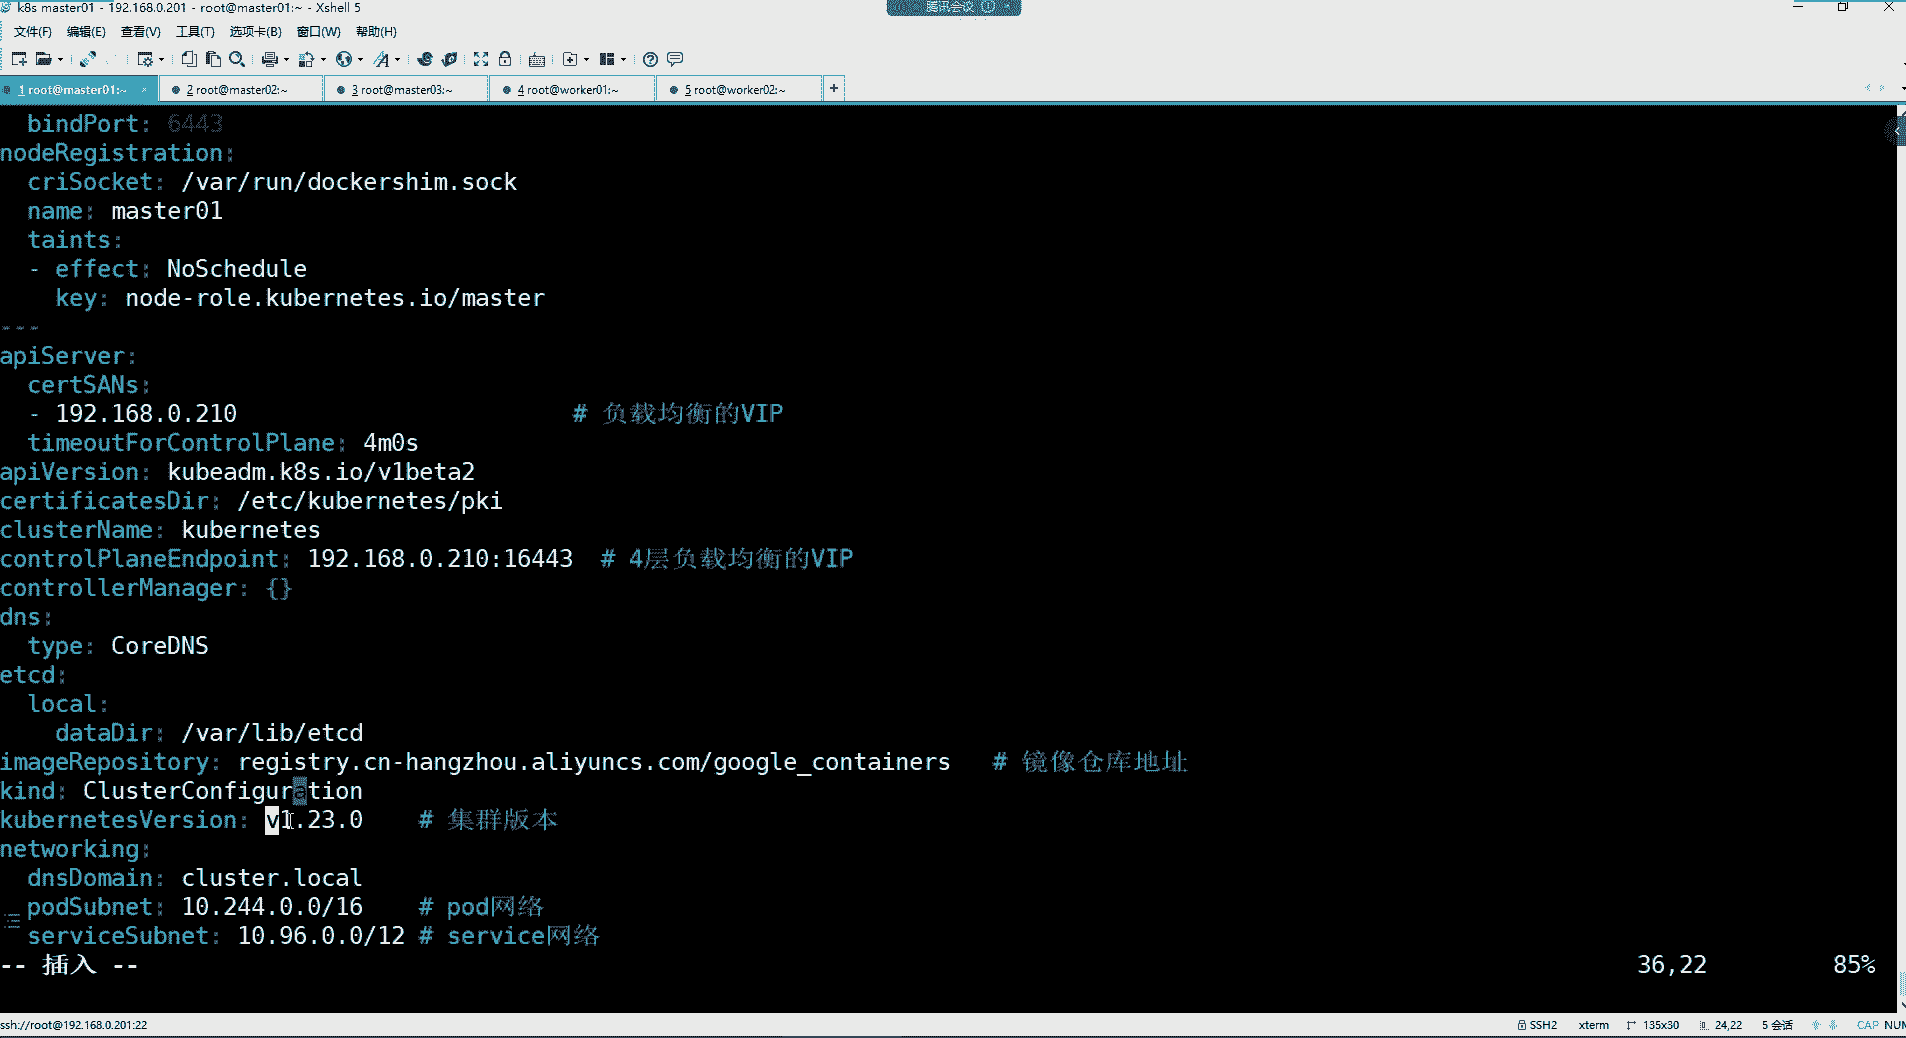 k8s master01 - 192.168.0.201 - root@master01:~ - Xshell 5
腾讯会议
文件(F) 编辑(E) 查看(V) 工具(T) 选项卡(B) 窗口(W) 帮助(H)
1 root@master01:~ × 2 root@master02:~ 3 root@master03:~ 4 root@worker01:~ 5 root@worker02:~ +
bindPort: 6443
nodeRegistration:
criSocket: /var/run/dockershim.sock
name: master01
taints:
- effect: NoSchedule
key: node-role.kubernetes.io/master
---
apiServer:
certSANs:
- 192.168.0.210 # 负载均衡的VIP
timeoutForControlPlane: 4m0s
apiVersion: kubeadm.k8s.io/v1beta2
certificatesDir: /etc/kubernetes/pki
clusterName: kubernetes
controlPlaneEndpoint: 192.168.0.210:16443 # 4层负载均衡的VIP
controllerManager: {}
dns:
type: CoreDNS
etcd:
local:
dataDir: /var/lib/etcd
imageRepository: registry.cn-hangzhou.aliyuncs.com/google_containers # 镜像仓库地址
kind: ClusterConfiguration
kubernetesVersion: v1.23.0 # 集群版本
networking:
dnsDomain: cluster.local
podSubnet: 10.244.0.0/16 # pod网络
serviceSubnet: 10.96.0.0/12 # service网络
-- 插入 -- 36,22 85%
ssh://root@192.168.0.201:22 SSH2 xterm 135x30 24,22 5 会话 CAP NUM